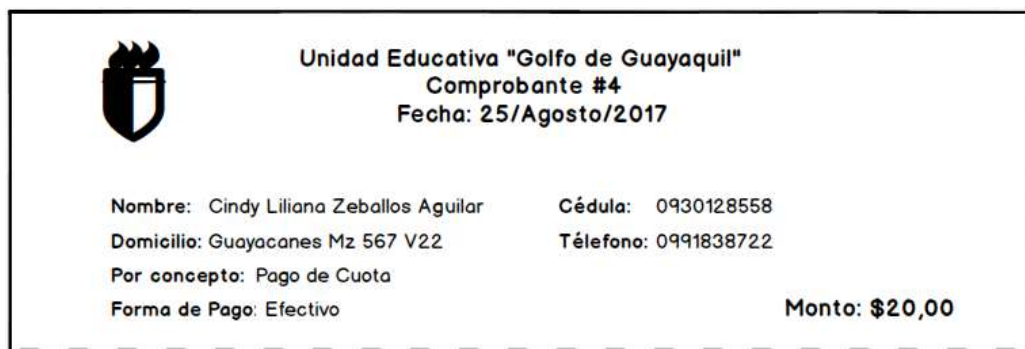 Unidad Educativa "Golfo de Guayaquil"
Comprobante #4
Fecha: 25/Agosto/2017
Nombre: Cindy Liliana Zeballos Aguilar Cédula: 0930128558
Domicilio: Guayacanes Mz 567 V22 Télefono: 0991838722
Por concepto: Pago de Cuota
Forma de Pago: Efectivo Monto: $20,00